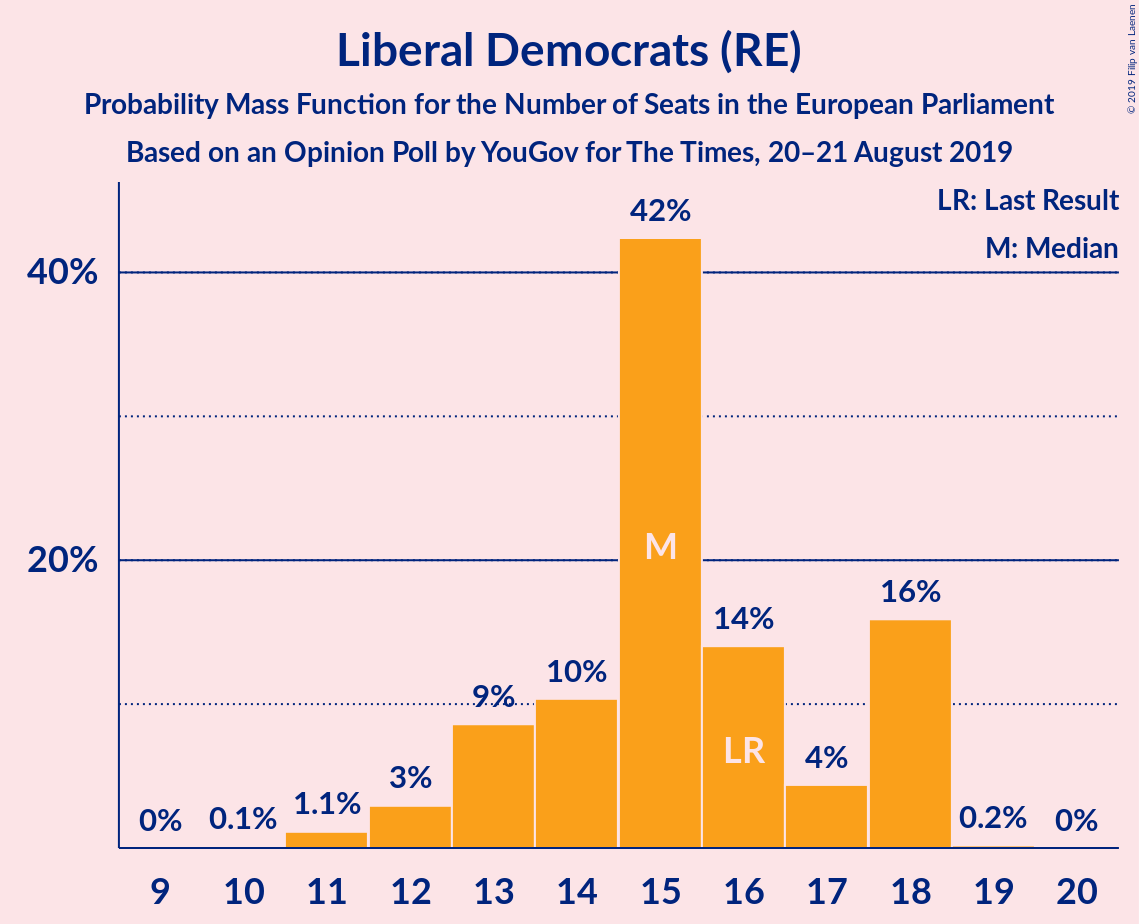 Liberal Democrats (RE)
Probability Mass Function for the Number of Seats in the European Parliament
Based on an Opinion Poll by YouGov for The Times, 20–21 August 2019
© 2019 Filip van Laenen
LR: Last Result
M: Median
40%
20%
0%
0.1%
1.1%
3%
9%
10%
42%
M
14%
LR
4%
16%
0.2%
0%
9 10 11 12 13 14 15 16 17 18 19 20